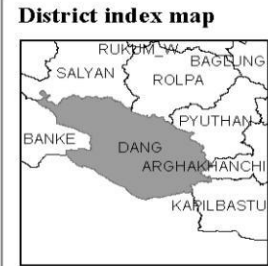 District index map
RUKUM_W
BAGLUNG
SALYAN
ROLPA
PYUTHAN
BANKE
DANG
ARGHAKHANCHI
KAPILBASTU